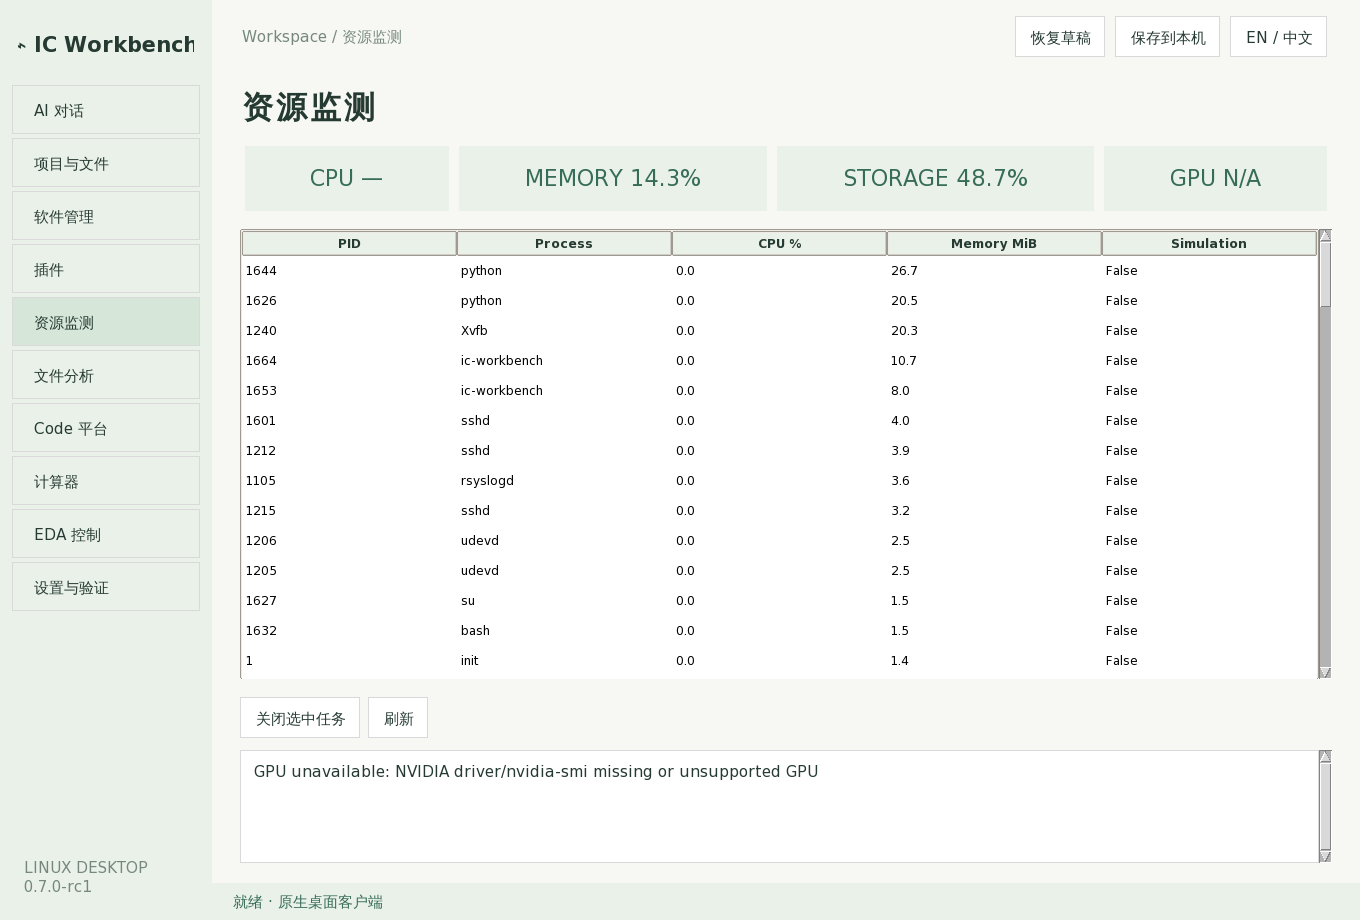 IC Workbench
AI 对话
项目与文件
软件管理
插件
资源监测
文件分析
Code 平台
计算器
EDA 控制
设置与验证
LINUX DESKTOP
0.7.0-rc1
Workspace / 资源监测
恢复草稿 保存到本机 EN / 中文
资源监测
CPU — MEMORY 14.3% STORAGE 48.7% GPU N/A
PID Process CPU % Memory MiB Simulation
1644 python 0.0 26.7 False
1626 python 0.0 20.5 False
1240 Xvfb 0.0 20.3 False
1664 ic-workbench 0.0 10.7 False
1653 ic-workbench 0.0 8.0 False
1601 sshd 0.0 4.0 False
1212 sshd 0.0 3.9 False
1105 rsyslogd 0.0 3.6 False
1215 sshd 0.0 3.2 False
1206 udevd 0.0 2.5 False
1205 udevd 0.0 2.5 False
1627 su 0.0 1.5 False
1632 bash 0.0 1.5 False
1 init 0.0 1.4 False
关闭选中任务 刷新
GPU unavailable: NVIDIA driver/nvidia-smi missing or unsupported GPU
就绪 · 原生桌面客户端